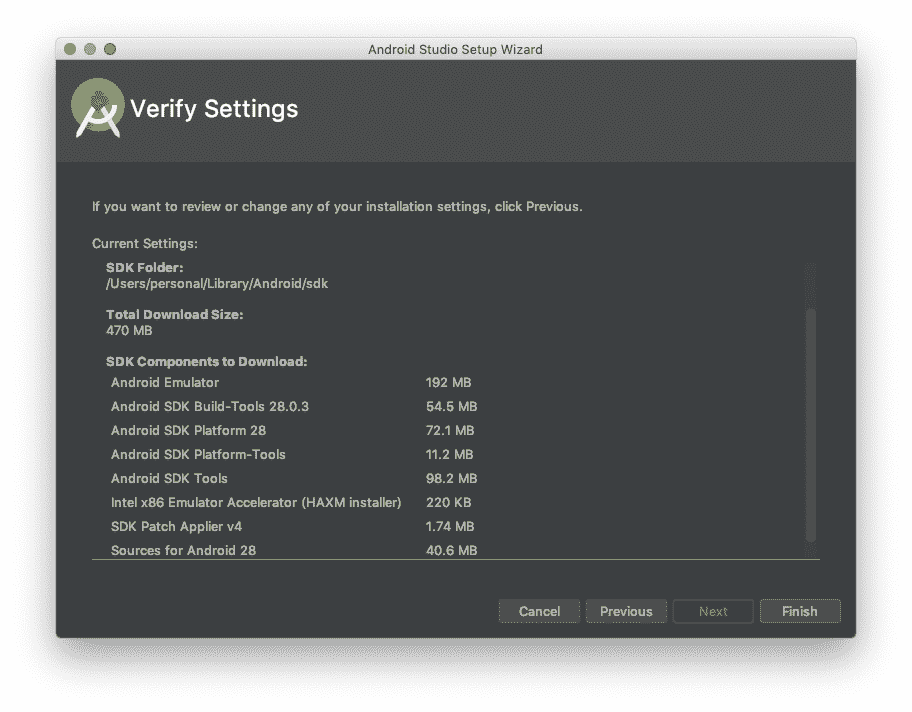 Android Studio Setup Wizard
Verify Settings
If you want to review or change any of your installation settings, click Previous.
Current Settings:
SDK Folder:
/Users/personal/Library/Android/sdk
Total Download Size:
470 MB
SDK Components to Download:
Android Emulator 192 MB
Android SDK Build-Tools 28.0.3 54.5 MB
Android SDK Platform 28 72.1 MB
Android SDK Platform-Tools 11.2 MB
Android SDK Tools 98.2 MB
Intel x86 Emulator Accelerator (HAXM installer) 220 KB
SDK Patch Applier v4 1.74 MB
Sources for Android 28 40.6 MB
Cancel Previous Next Finish